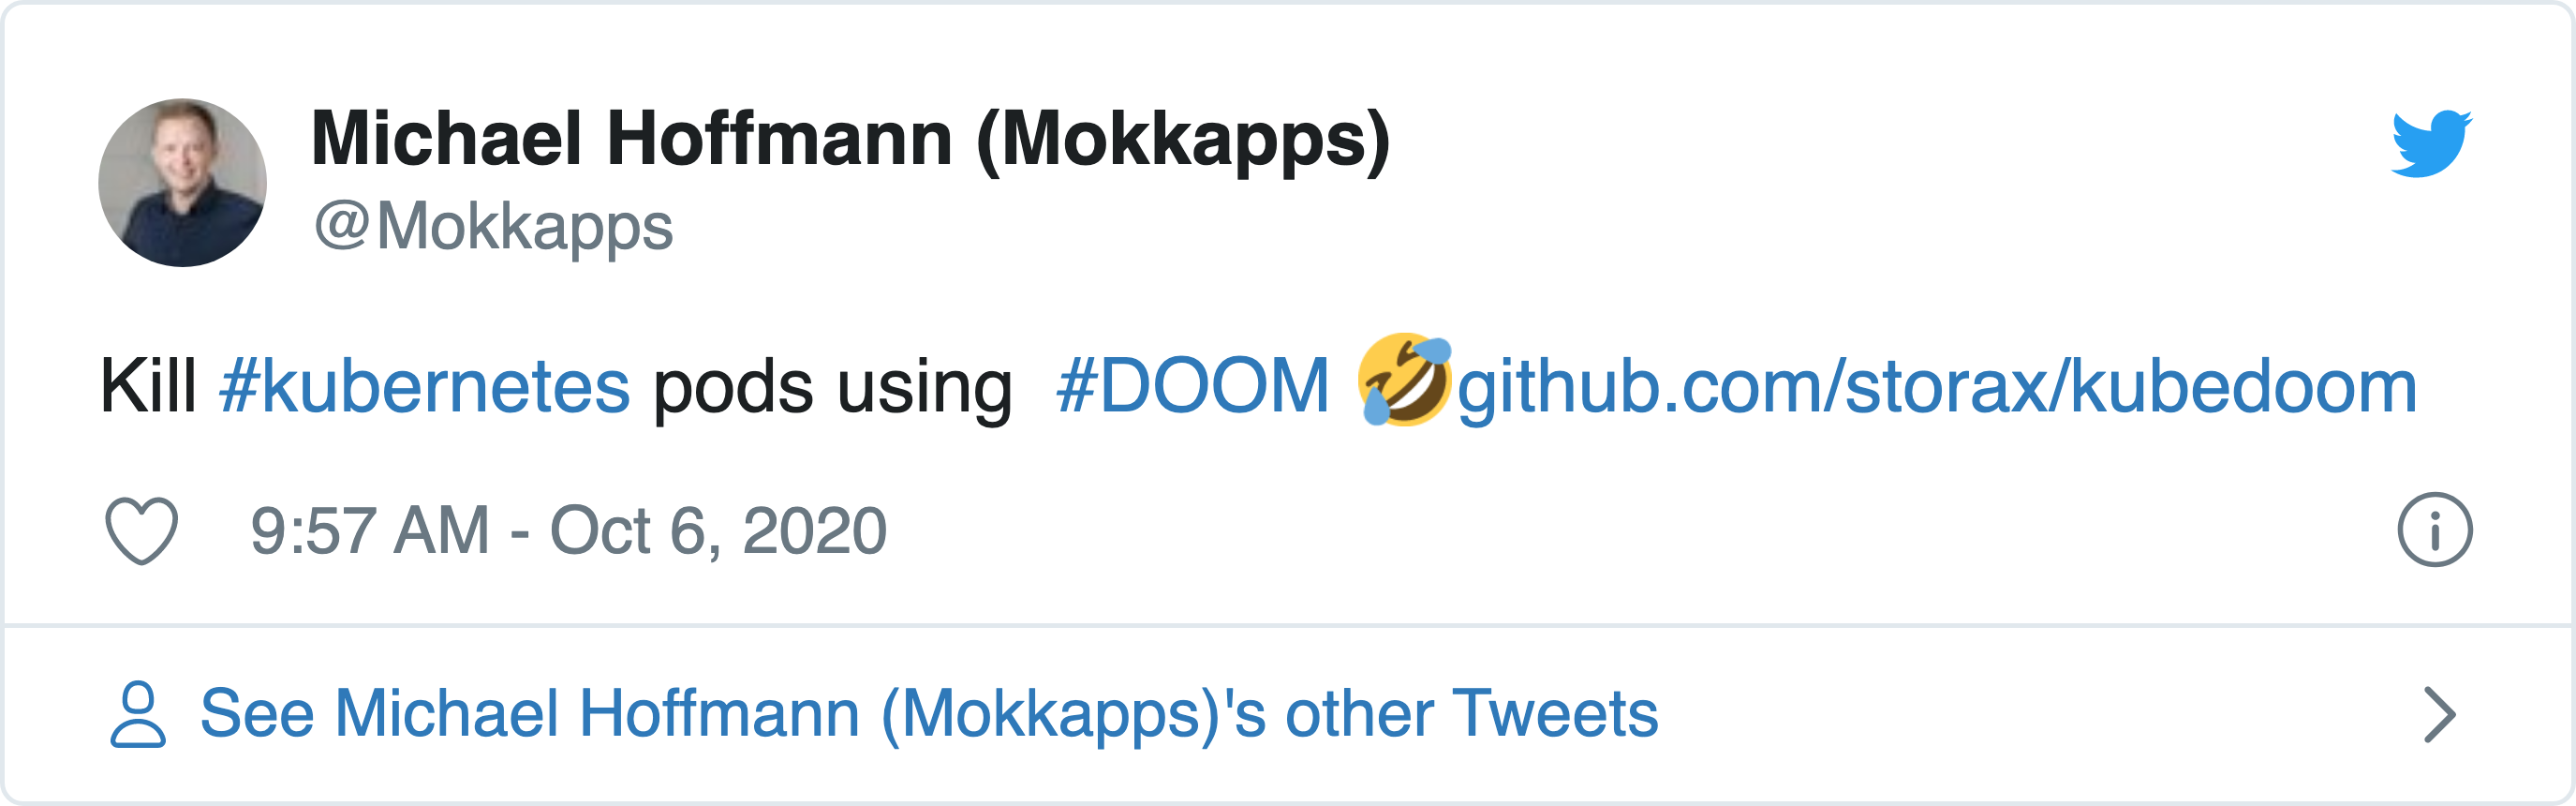 Michael Hoffmann (Mokkapps)
@Mokkapps
Kill #kubernetes pods using  #DOOM 🤣github.com/storax/kubedoom
9:57 AM - Oct 6, 2020
See Michael Hoffmann (Mokkapps)'s other Tweets